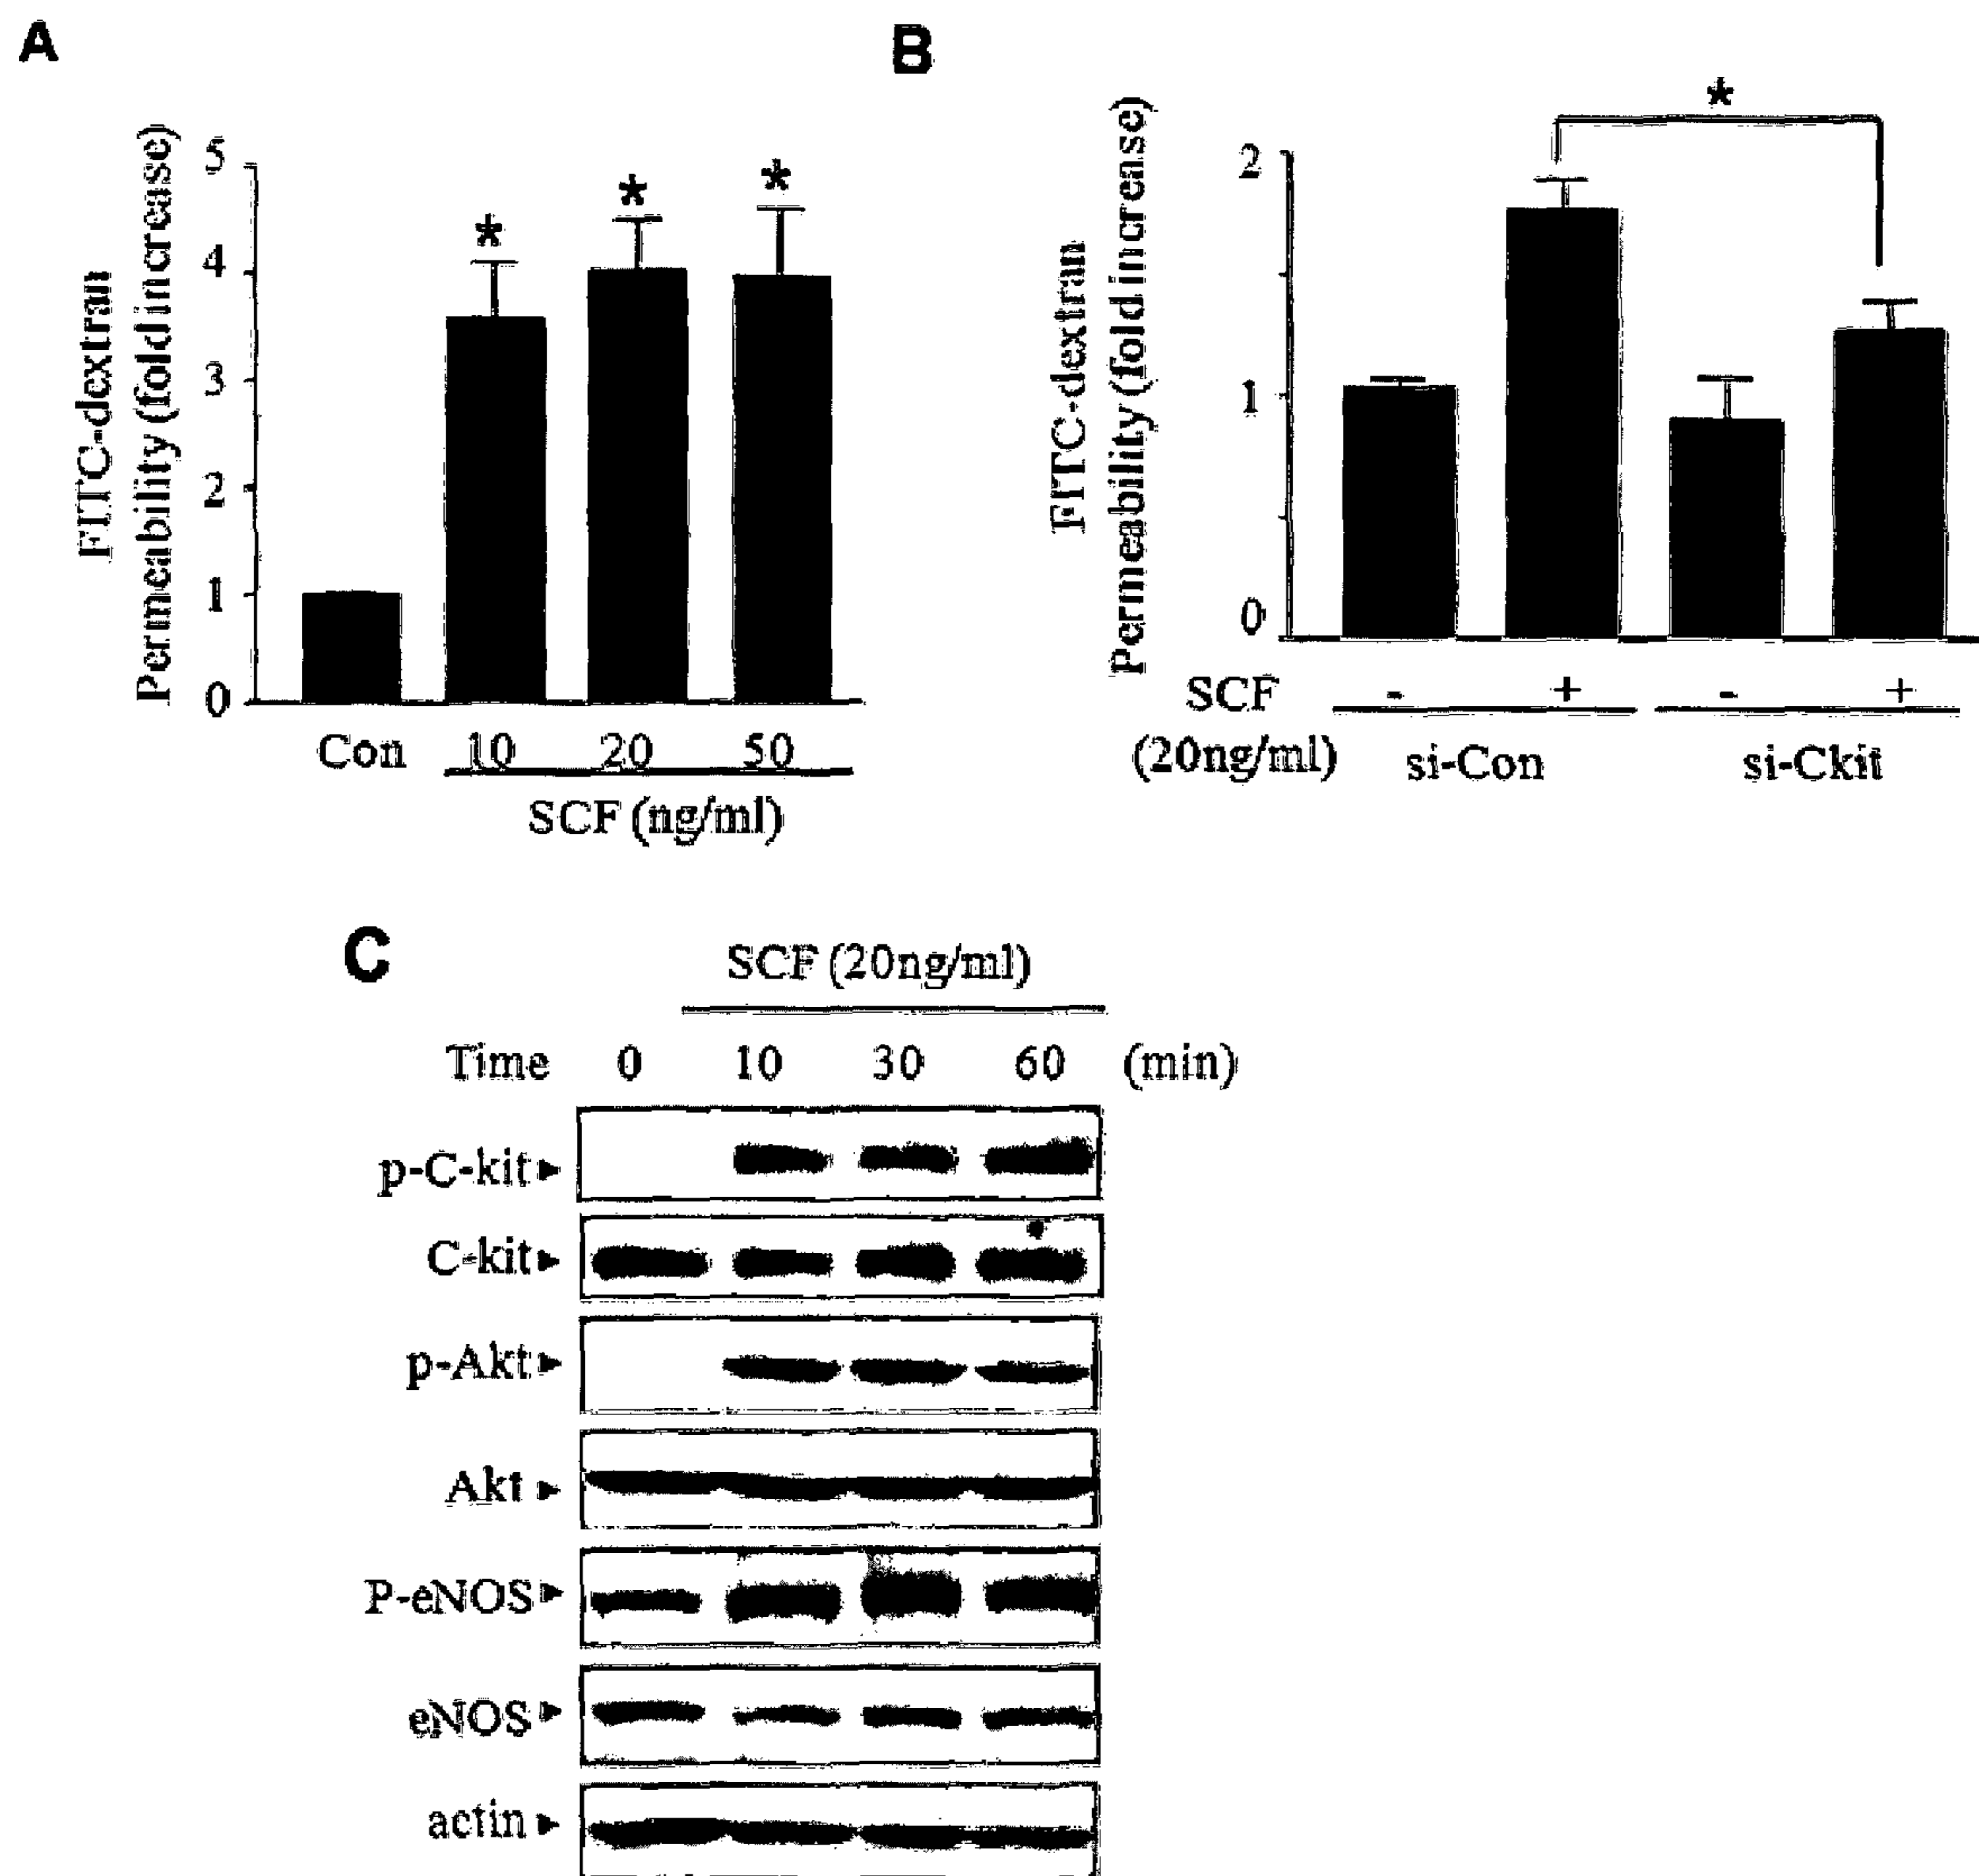 A
FITC-dextran
Permeability (fold increase)
5
4
3
2
1
0
*
*
*
Con 10 20 50
SCF (ng/ml)
B
FITC-dextran
Permeability (fold increase)
2
1
0
*
SCF - + - +
(20ng/ml) si-Con si-Ckit
C
SCF (20ng/ml)
Time 0 10 30 60 (min)
p-C-kit
C-kit
p-Akt
Akt
P-eNOS
eNOS
actin